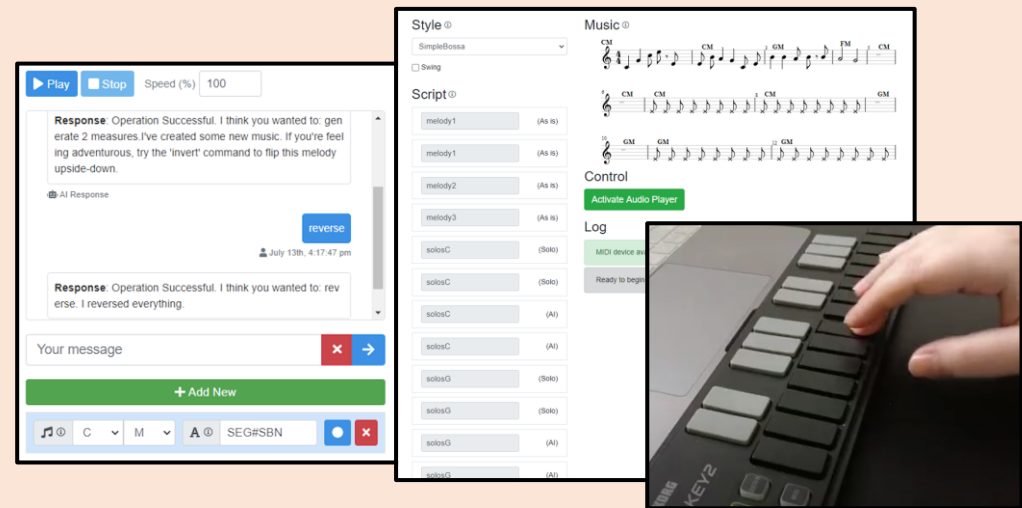 Play
Stop
Speed (%)
100
Response: Operation Successful. I think you wanted to: gen
erate 2 measures.I've created some new music. If you're feel
ing adventurous, try the 'invert' command to flip this melody
upside-down.
AI Response
reverse
July 13th, 4:17:47 pm
Response: Operation Successful. I think you wanted to: rev
erse. I reversed everything.
Your message
Add New
C
M
A
SEG#SBN
Style
SimpleBossa
Swing
Script
melody1 (As is)
melody1 (As is)
melody2 (As is)
melody3 (As is)
solosC (Solo)
solosC (Solo)
solosC (AI)
solosC (AI)
solosG (Solo)
solosG (Solo)
solosG (AI)
solosG (AI)
Music
CM CM GM FM CM
CM CM CM GM
GM GM GM
Control
Activate Audio Player
Log
MIDI device ava
Ready to begin
KORG
KEY2